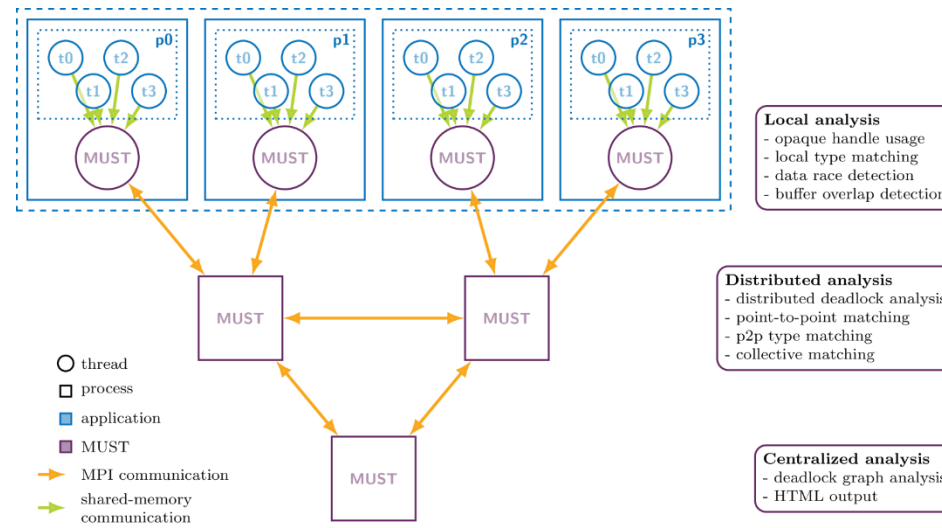 p0
t0
t2
t1
t3
MUST
p1
t0
t2
t1
t3
MUST
p2
t0
t2
t1
t3
MUST
p3
t0
t2
t1
t3
MUST
Local analysis
- opaque handle usage
- local type matching
- data race detection
- buffer overlap detection
MUST
MUST
Distributed analysis
- distributed deadlock analysis
- point-to-point matching
- p2p type matching
- collective matching
thread
process
application
MUST
MPI communication
shared-memory
communication
MUST
Centralized analysis
- deadlock graph analysis
- HTML output